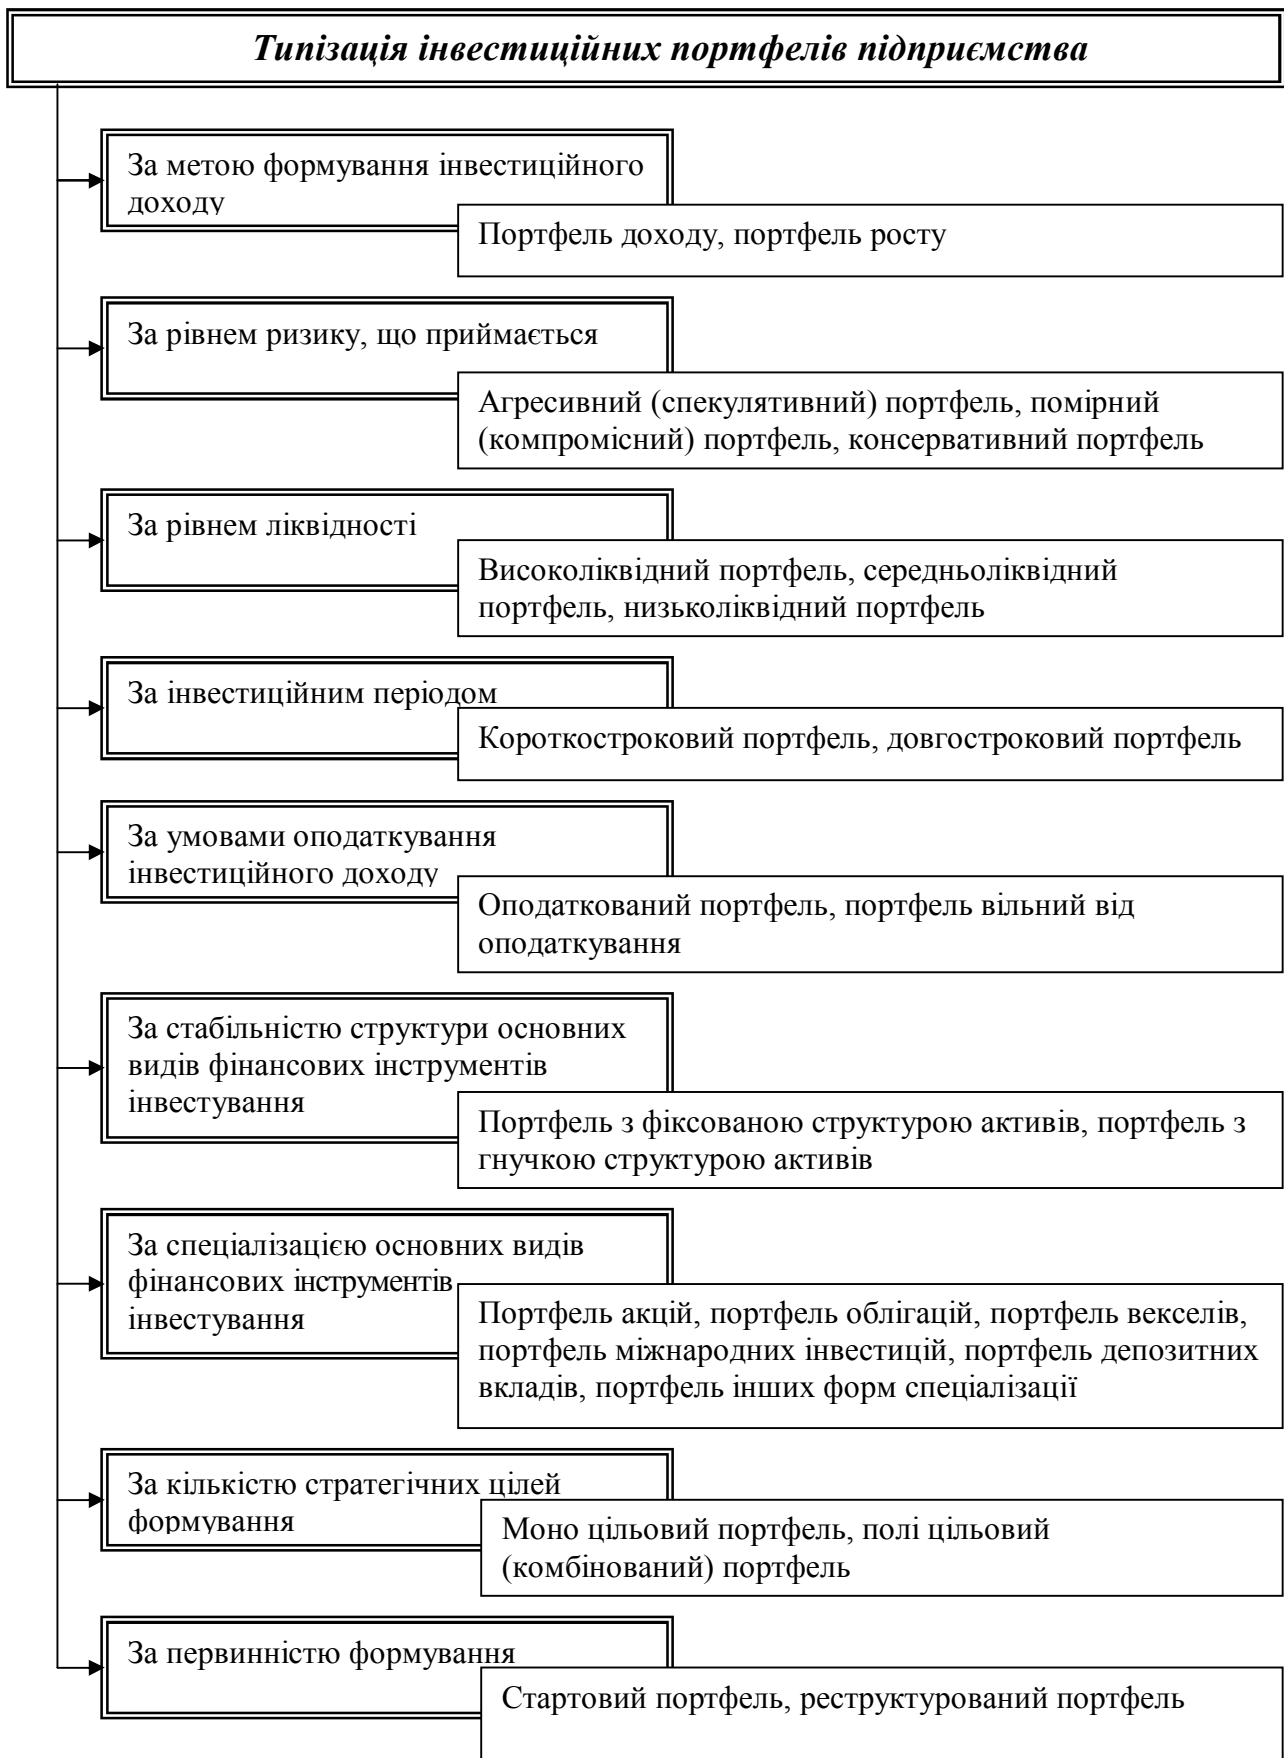 Типізація інвестиційних портфелів підприємства
За метою формування інвестиційного
доходу
Портфель доходу, портфель росту
За рівнем ризику, що приймається
Агресивний (спекулятивний) портфель, помірний
(компромісний) портфель, консервативний портфель
За рівнем ліквідності
Високоліквідний портфель, середньоліквідний
портфель, низьколіквідний портфель
За інвестиційним періодом
Короткостроковий портфель, довгостроковий портфель
За умовами оподаткування
інвестиційного доходу
Оподаткований портфель, портфель вільний від
оподаткування
За стабільністю структури основних
видів фінансових інструментів
інвестування
Портфель з фіксованою структурою активів, портфель з
гнучкою структурою активів
За спеціалізацією основних видів
фінансових інструментів
інвестування
Портфель акцій, портфель облігацій, портфель векселів,
портфель міжнародних інвестицій, портфель депозитних
вкладів, портфель інших форм спеціалізації
За кількістю стратегічних цілей
формування
Моно цільовий портфель, полі цільовий
(комбінований) портфель
За первинністю формування
Стартовий портфель, реструктурований портфель